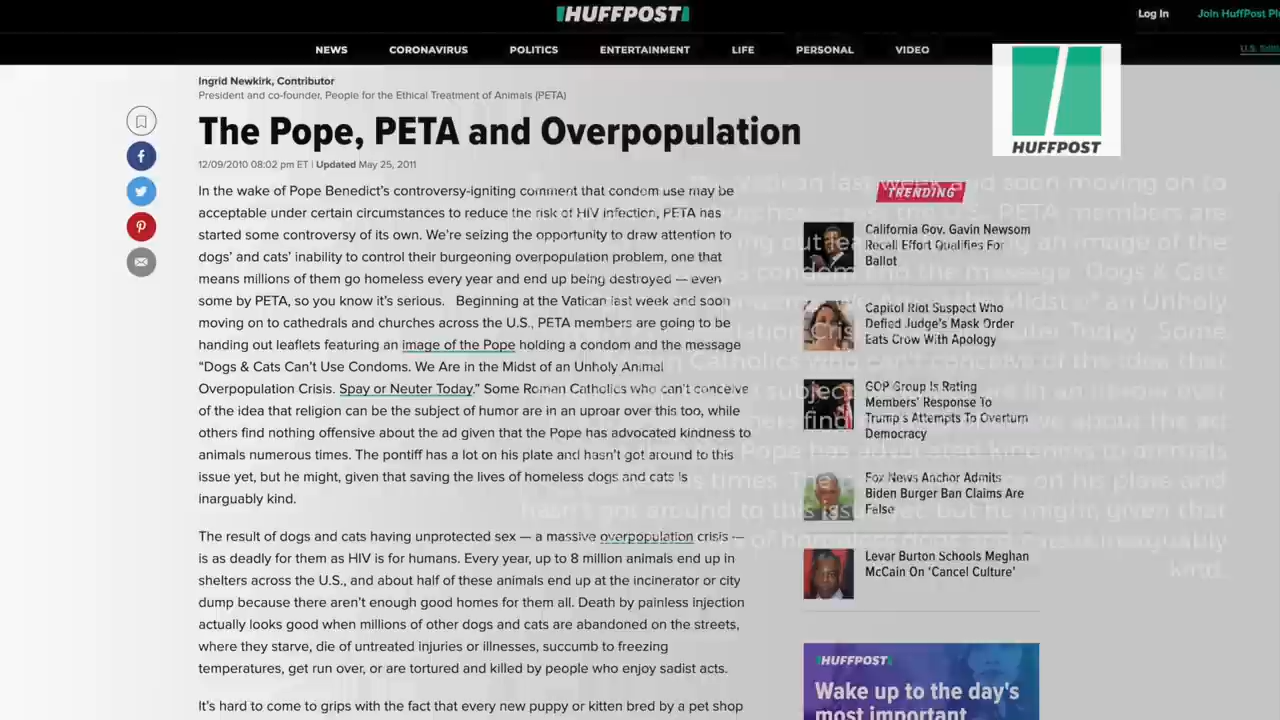 HUFFPOST
Log In
Join HuffPost Pl
NEWS
CORONAVIRUS
POLITICS
ENTERTAINMENT
LIFE
PERSONAL
VIDEO
U.S. Editi
HUFFPOST
Ingrid Newkirk, Contributor
President and co-founder, People for the Ethical Treatment of Animals (PETA)
The Pope, PETA and Overpopulation
12/09/2010 08:02 pm ET | Updated May 25, 2011
In the wake of Pope Benedict's controversy-igniting comment that condom use may be
acceptable under certain circumstances to reduce the risk of HIV infection, PETA has
started some controversy of its own. We're seizing the opportunity to draw attention to
dogs' and cats' inability to control their burgeoning overpopulation problem, one that
means millions of them go homeless every year and end up being destroyed — even
some by PETA, so you know it's serious. Beginning at the Vatican last week and soon
moving on to cathedrals and churches across the U.S., PETA members are going to be
handing out leaflets featuring an image of the Pope holding a condom and the message
"Dogs & Cats Can't Use Condoms. We Are in the Midst of an Unholy Animal
Overpopulation Crisis. Spay or Neuter Today." Some Roman Catholics who can't conceive
of the idea that religion can be the subject of humor are in an uproar over this too, while
others find nothing offensive about the ad given that the Pope has advocated kindness to
animals numerous times. The pontiff has a lot on his plate and hasn't got around to this
issue yet, but he might, given that saving the lives of homeless dogs and cats is
inarguably kind.
The result of dogs and cats having unprotected sex — a massive overpopulation crisis —
is as deadly for them as HIV is for humans. Every year, up to 8 million animals end up in
shelters across the U.S., and about half of these animals end up at the incinerator or city
dump because there aren't enough good homes for them all. Death by painless injection
actually looks good when millions of other dogs and cats are abandoned on the streets,
where they starve, die of untreated injuries or illnesses, succumb to freezing
temperatures, get run over, or are tortured and killed by people who enjoy sadist acts.
It's hard to come to grips with the fact that every new puppy or kitten bred by a pet shop
TRENDING
California Gov. Gavin Newsom
Recall Effort Qualifies For
Ballot
Capitol Riot Suspect Who
Defied Judge's Mask Order
Eats Crow With Apology
GOP Group Is Rating
Members' Response To
Trump's Attempts To Overturn
Democracy
Fox News Anchor Admits
Biden Burger Ban Claims Are
False
Levar Burton Schools Meghan
McCain On 'Cancel Culture'
HUFFPOST
Wake up to the day's
most important